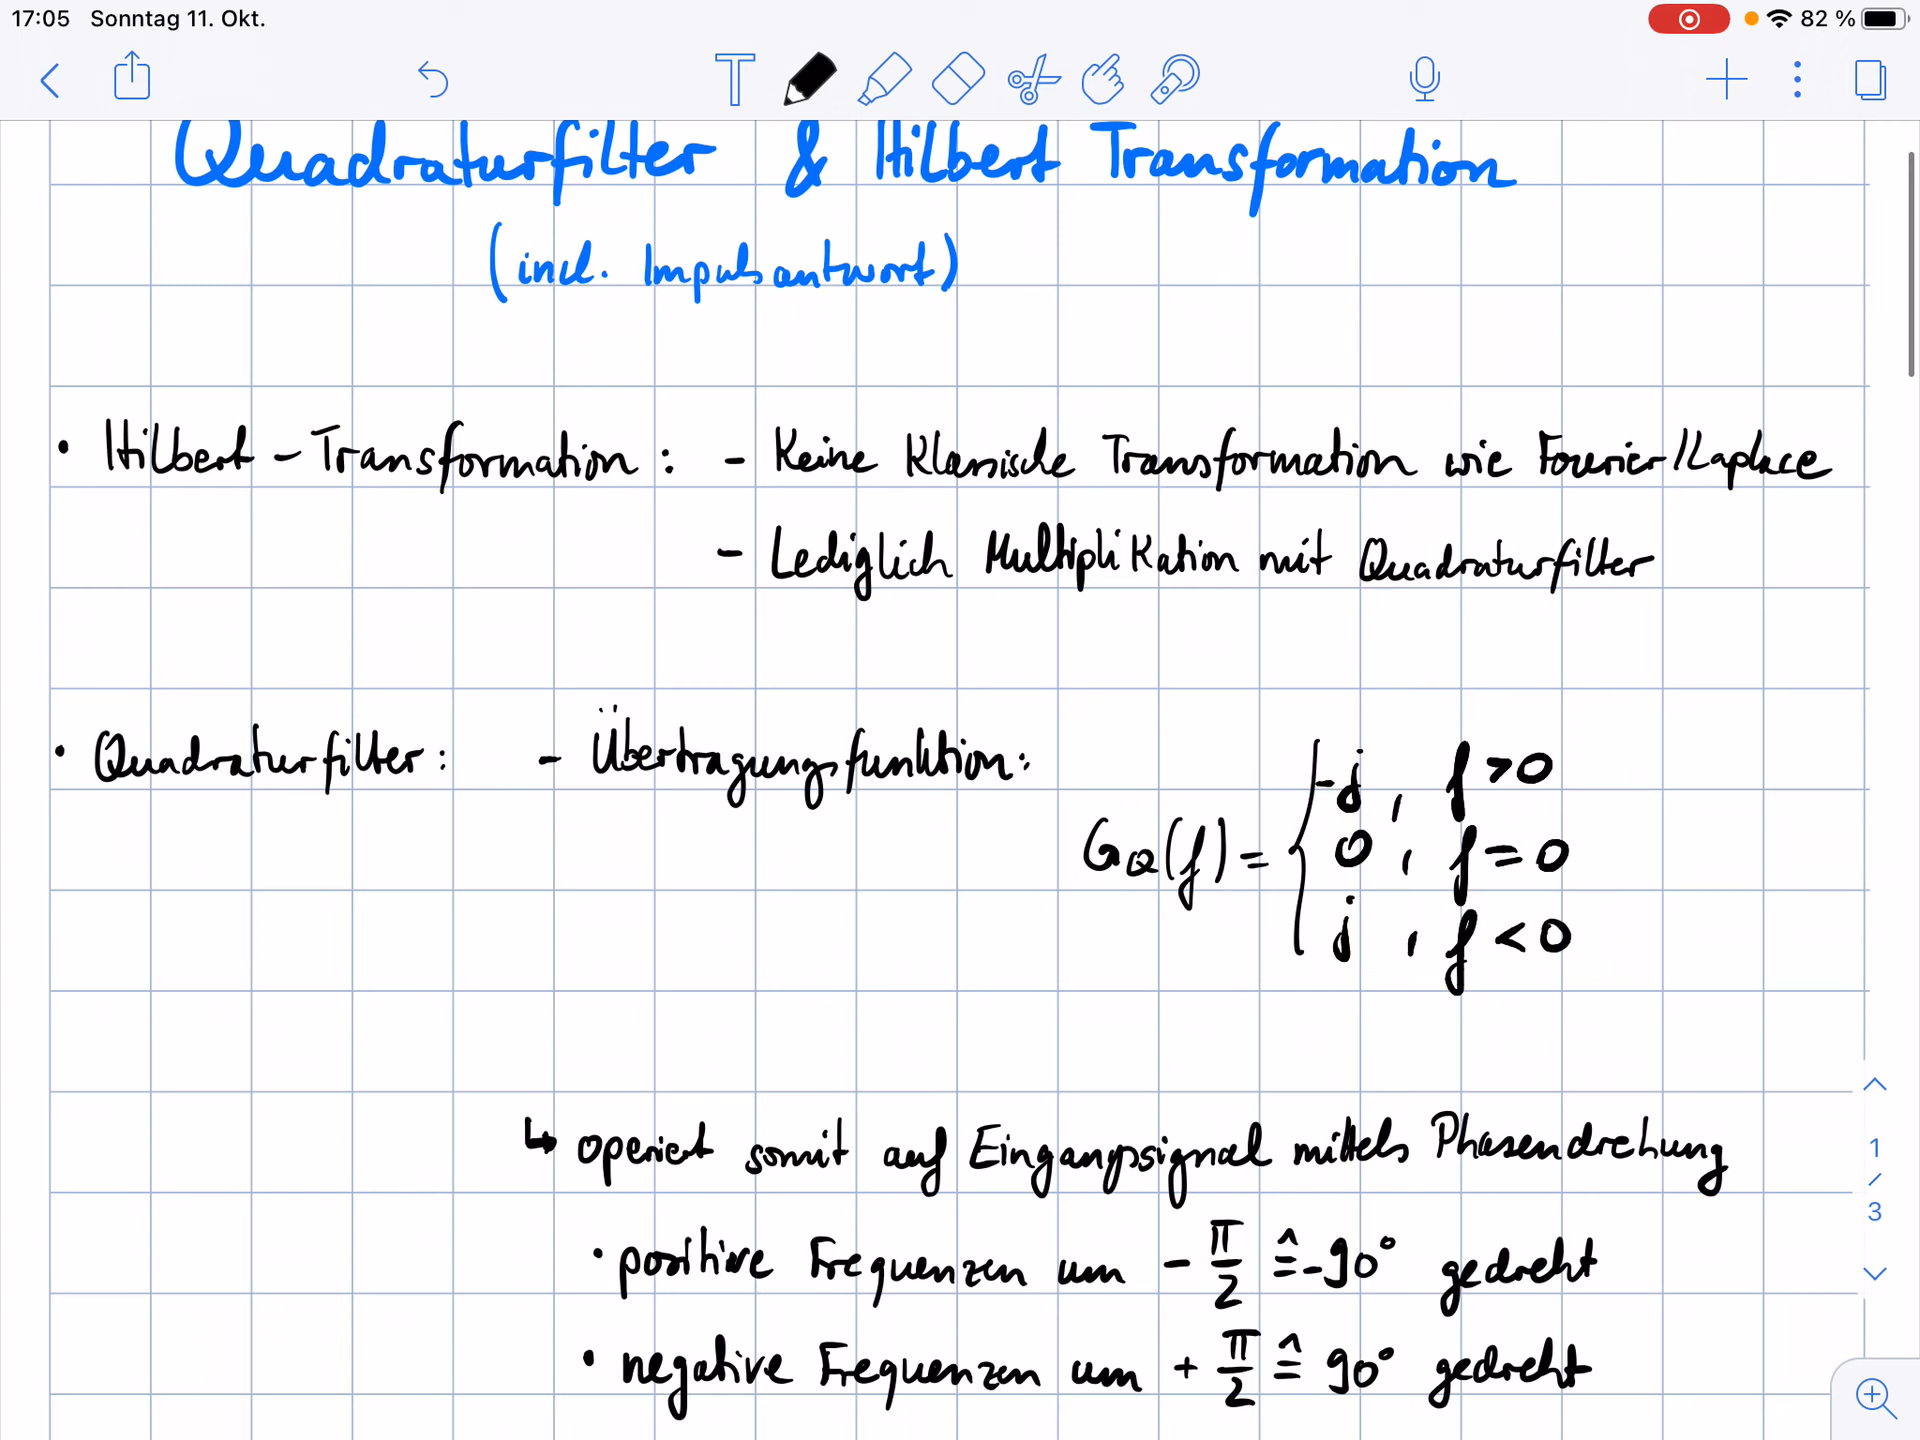 17:05 Sonntag 11. Okt. 82 %
Quadraturfilter & Hilbert Transformation
(incl. Impulsantwort)
• Hilbert-Transformation: - Keine Klassische Transformation wie Fourier/Laplace
- Lediglich Multiplikation mit Quadraturfilter
• Quadraturfilter: - Übertragungsfunktion:
-j, f>0
G_Q(f) = { 0, f=0
j, f<0
↳ operiert somit auf Eingangssignal mittels Phasendrehung
• positive Frequenzen um - π/2 ≙ -90° gedreht
• negative Frequenzen um + π/2 ≙ 90° gedreht
1
/
3